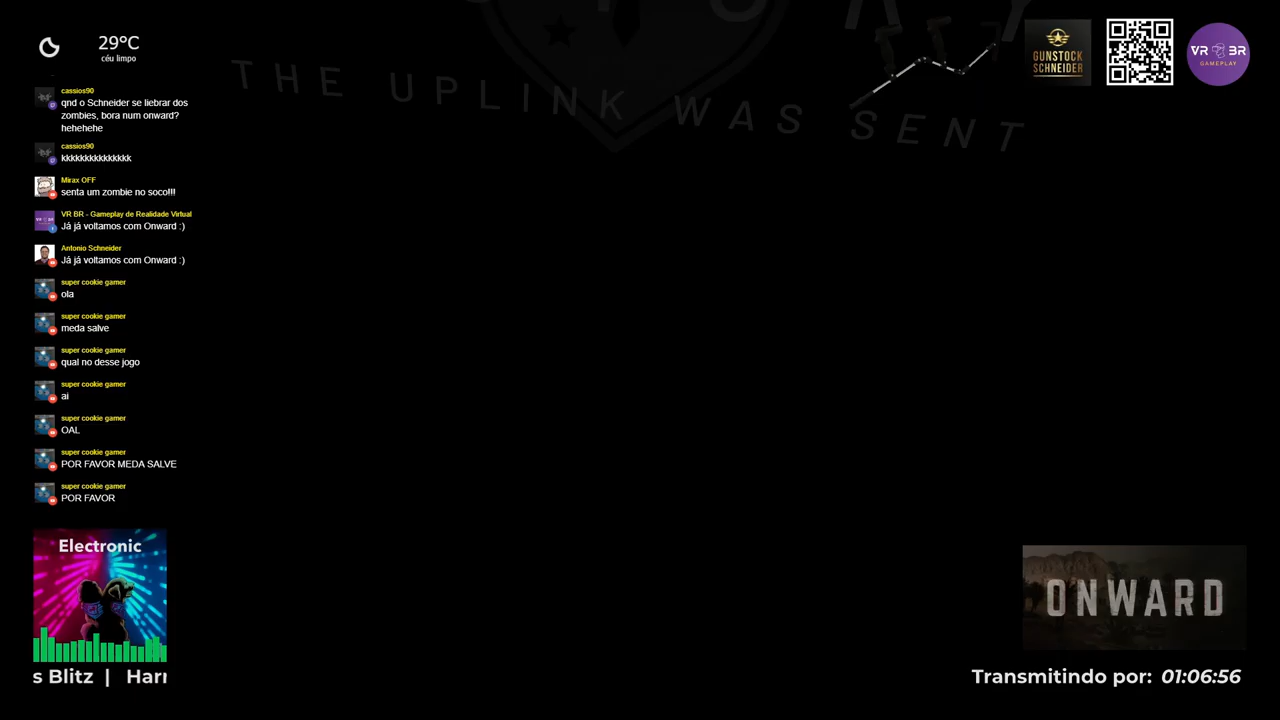 29°C
céu limpo
THE UPLINK WAS SENT
GUNSTOCK
SCHNEIDER
VR BR
GAMEPLAY
cassios90
qnd o Schneider se liebrar dos
zombies, bora num onward?
hehehehe
cassios90
kkkkkkkkkkkkkkk
Mirax OFF
senta um zombie no soco!!!
VR BR - Gameplay de Realidade Virtual
Já já voltamos com Onward :)
Antonio Schneider
Já já voltamos com Onward :)
super cookie gamer
ola
super cookie gamer
meda salve
super cookie gamer
qual no desse jogo
super cookie gamer
ai
super cookie gamer
OAL
super cookie gamer
POR FAVOR MEDA SALVE
super cookie gamer
POR FAVOR
Electronic
s Blitz | Harr
ONWARD
Transmitindo por: 01:06:56